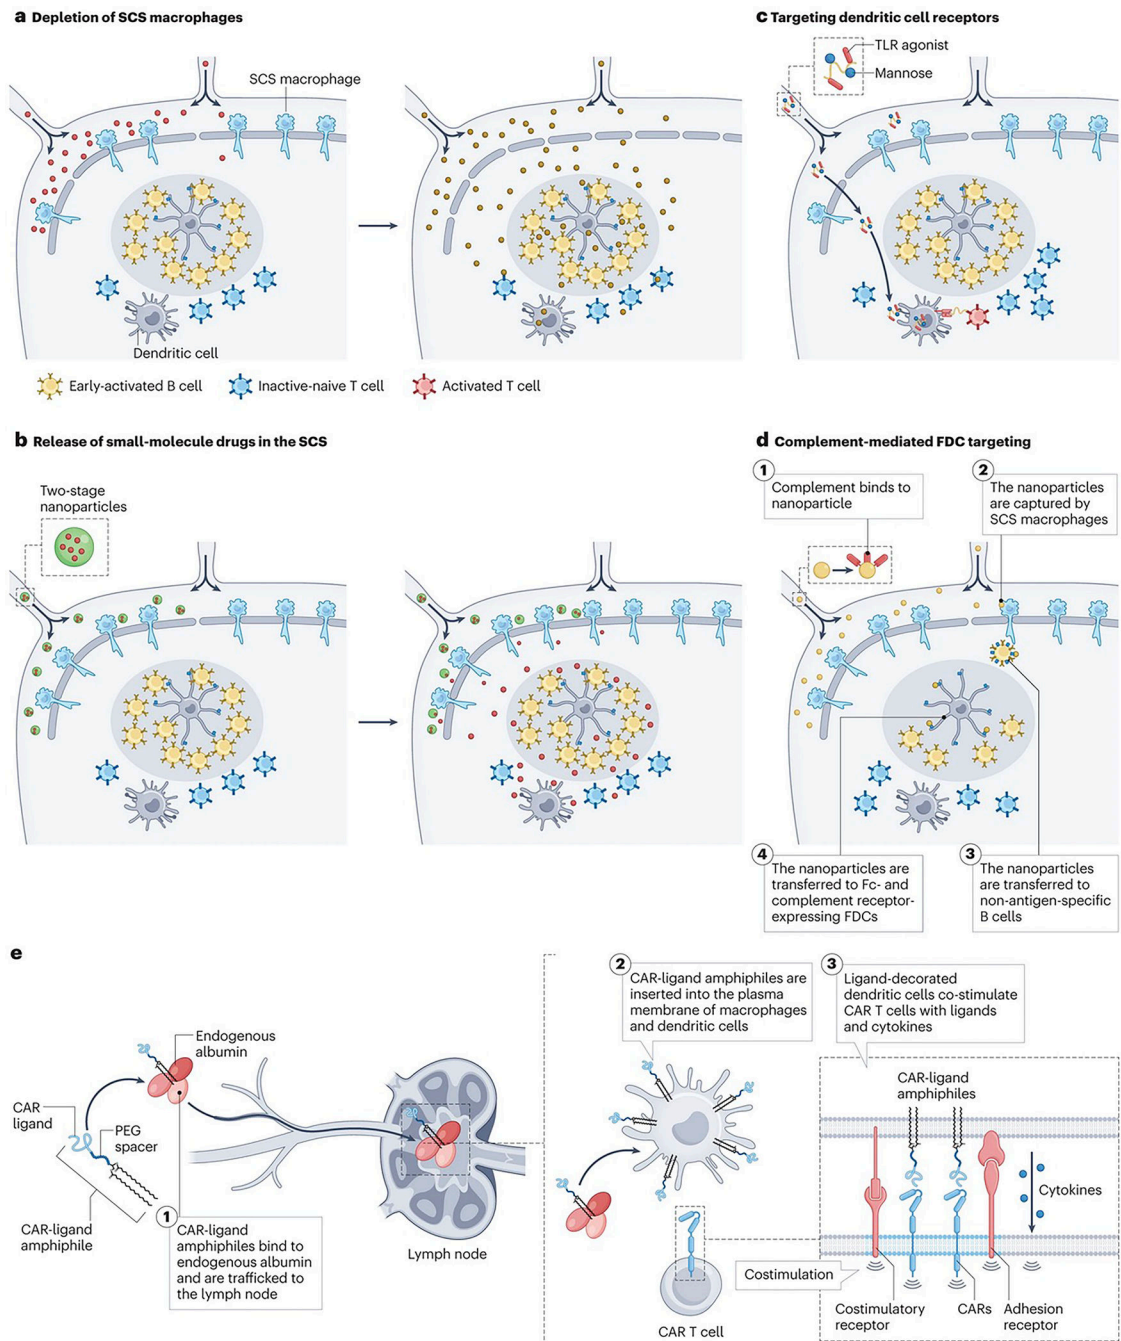 a Depletion of SCS macrophages
SCS macrophage
Dendritic cell
Early-activated B cell
Inactive-naive T cell
Activated T cell
c Targeting dendritic cell receptors
TLR agonist
Mannose
b Release of small-molecule drugs in the SCS
Two-stage
nanoparticles
d Complement-mediated FDC targeting
1
Complement binds to
nanoparticle
2
The nanoparticles
are captured by
SCS macrophages
4
The nanoparticles are
transferred to Fc- and
complement receptor-
expressing FDCs
3
The nanoparticles
are transferred to
non-antigen-specific
B cells
e
Endogenous
albumin
CAR
ligand
PEG
spacer
CAR-ligand
amphiphile
1
CAR-ligand
amphiphiles bind to
endogenous albumin
and are trafficked to
the lymph node
Lymph node
2
CAR-ligand amphiphiles are
inserted into the plasma
membrane of macrophages
and dendritic cells
3
Ligand-decorated
dendritic cells co-stimulate
CAR T cells with ligands
and cytokines
CAR-ligand
amphiphiles
Cytokines
Costimulation
CAR T cell
Costimulatory
receptor
CARs
Adhesion
receptor